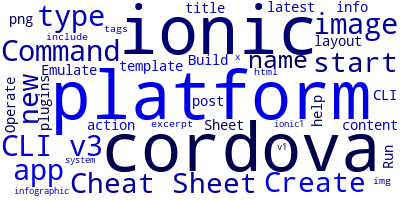 title
latest
info
png
type
ionic
image
include
tags
Command
layout
Emulate
template
Build
x
name
start
html
Operate
new
plugins
platform
CLI
post
help
action
Sheet
content
excerpt
ionic1
CLI
v3
cordova
v1
Run
system
app
Cheat
Sheet
Create
infographic
img